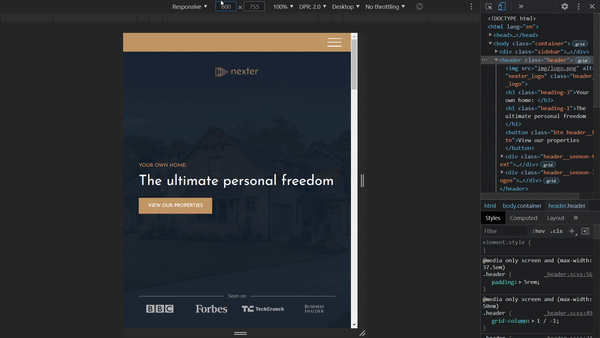 Responsive ▼ 600 × 755 100% ▼ DPR: 2.0 ▼ Desktop ▼ No throttling ▼
nexter
YOUR OWN HOME:
The ultimate personal freedom
VIEW OUR PROPERTIES
Seen on
BBC Forbes TechCrunch BUSINESS INSIDER
<!DOCTYPE html>
<html lang="en">
▶<head>…</head>
▼<body class="container"> grid
▶<div class="sidebar">…</div>
▼<header class="header"> grid
<img src="img/logo.png" alt=
"nexter_logo" class="header
_logo">
<h3 class="heading-3">Your
own home: </h3>
<h1 class="heading-1">The
ultimate personal freedom
</h1>
<button class="btn header__b
tn">View our properties
</button>
▶<div class="header__seenon-t
ext">…</div> grid
▶<div class="header__seenon-l
ogos">…</div> grid
</header>
html body.container header.header
Styles Computed Layout »
Filter :hov .cls +
element.style {
}
@media only screen and (max-width:
37.5em)
.header { _header.scss:56
padding:▶ 5rem;
}
@media only screen and (max-width:
50em)
.header { _header.scss:49
grid-column:▶ 1 / -1;
}